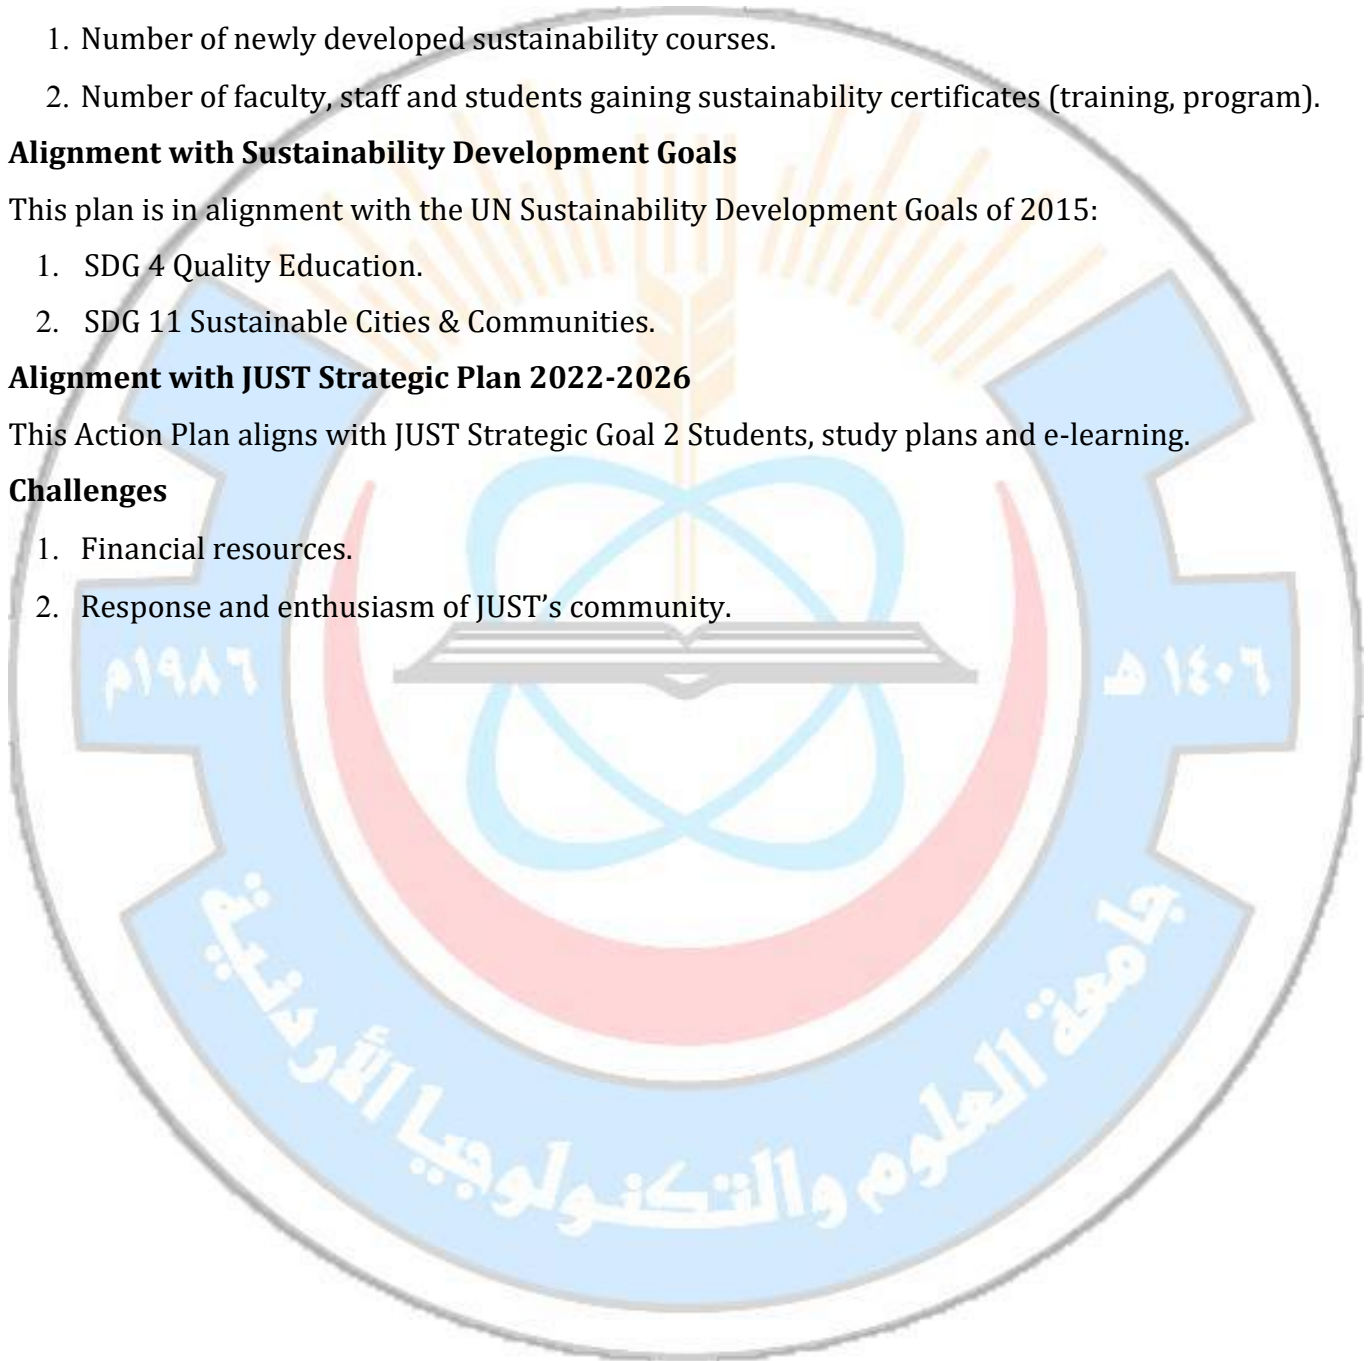 1. Number of newly developed sustainability courses.
2. Number of faculty, staff and students gaining sustainability certificates (training, program).
Alignment with Sustainability Development Goals
This plan is in alignment with the UN Sustainability Development Goals of 2015:
1. SDG 4 Quality Education.
2. SDG 11 Sustainable Cities & Communities.
Alignment with JUST Strategic Plan 2022-2026
This Action Plan aligns with JUST Strategic Goal 2 Students, study plans and e-learning.
Challenges
1. Financial resources.
2. Response and enthusiasm of JUST’s community.
١٤٠٦ هـ
١٩٨٦م
جامعة العلوم والتكنولوجيا الأردنية